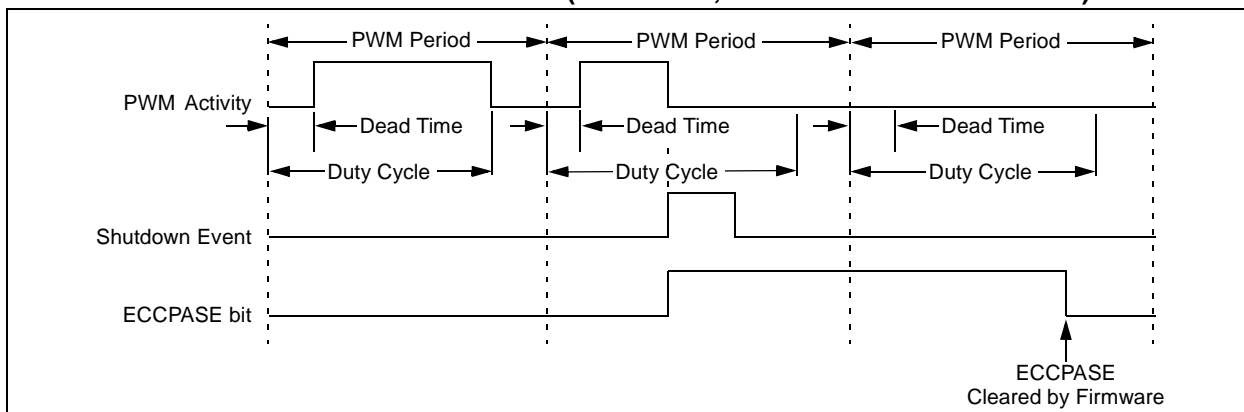 PWM Period PWM Period PWM Period
PWM Activity
Dead Time Dead Time Dead Time
Duty Cycle Duty Cycle Duty Cycle
Shutdown Event
ECCPASE bit
ECCPASE
Cleared by Firmware